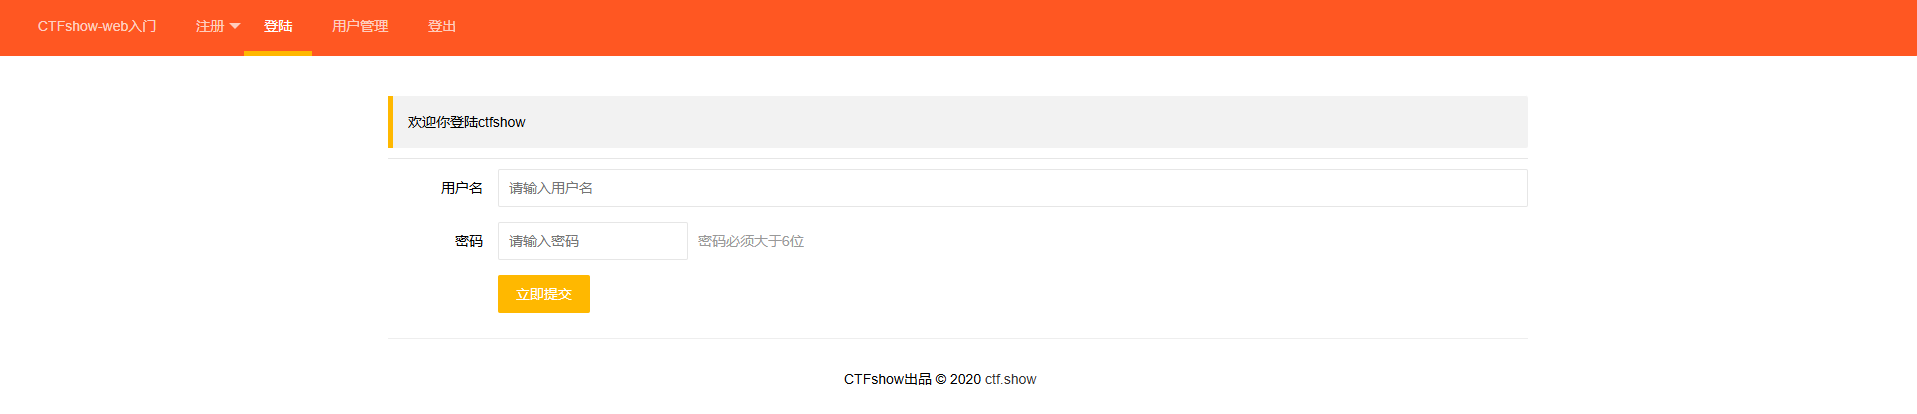 CTFshow-web入门 注册 登陆 用户管理 登出
欢迎你登陆ctfshow
用户名 请输入用户名
密码 请输入密码 密码必须大于6位
立即提交
CTFshow出品 © 2020 ctf.show